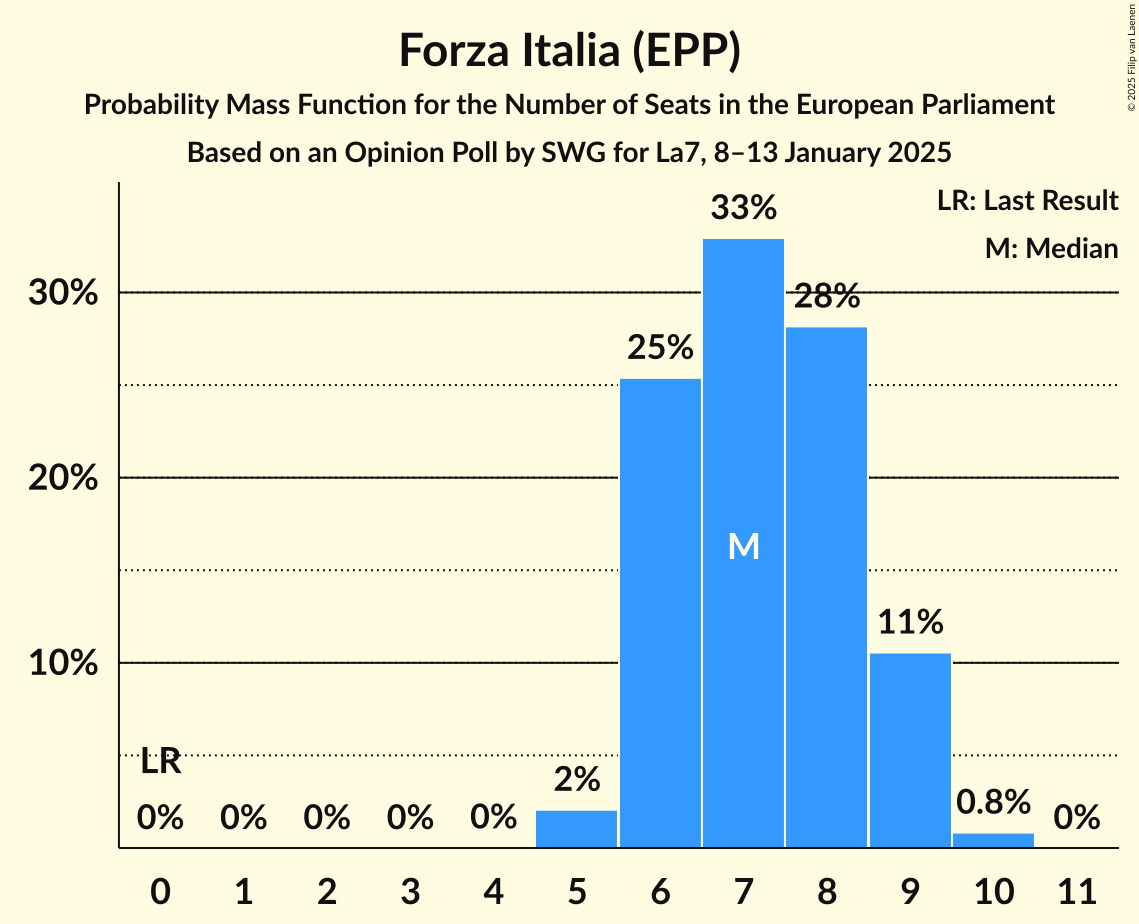 Forza Italia (EPP)
Probability Mass Function for the Number of Seats in the European Parliament
Based on an Opinion Poll by SWG for La7, 8–13 January 2025
© 2025 Filip van Laenen
LR: Last Result
M: Median
33%
28%
25%
11%
2%
0.8%
0% 0% 0% 0% 0% 0%
30%
20%
10%
M
LR
0 1 2 3 4 5 6 7 8 9 10 11